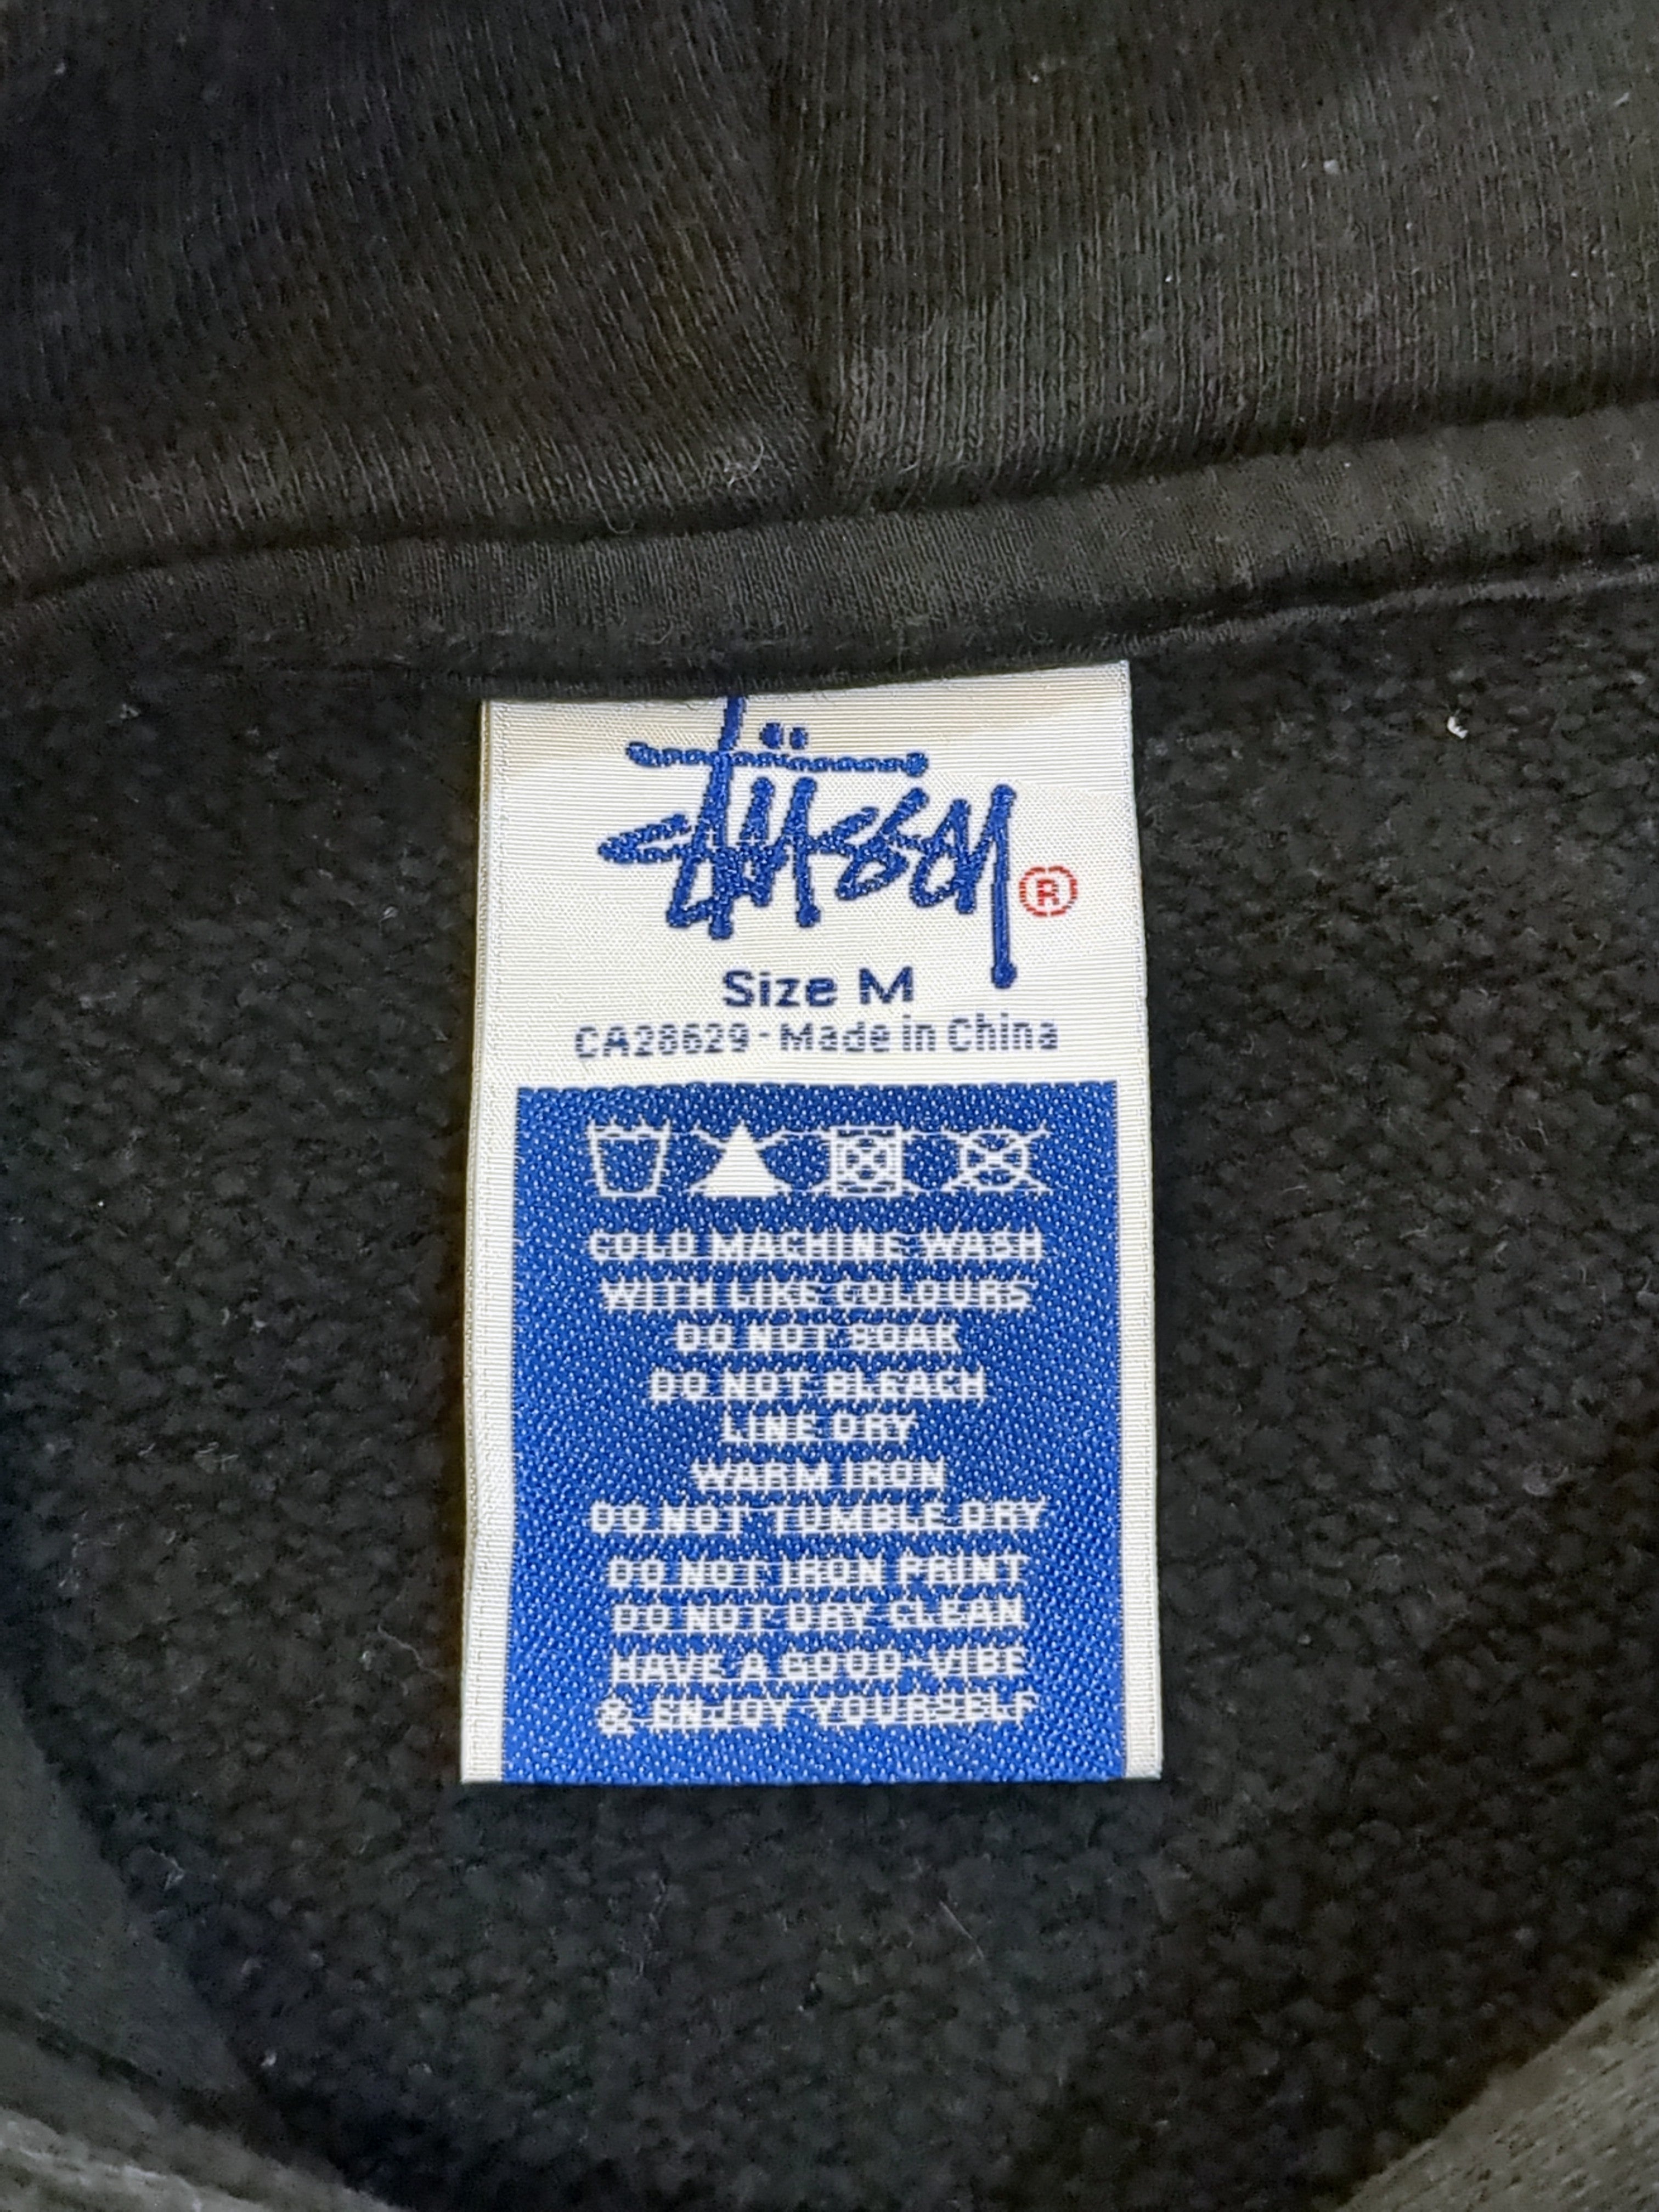 Stüssy ®
Size M
CA28629 - Made in China
COLD MACHINE WASH
WITH LIKE COLOURS
DO NOT SOAK
DO NOT BLEACH
LINE DRY
WARM IRON
DO NOT TUMBLE DRY
DO NOT IRON PRINT
DO NOT DRY CLEAN
HAVE A GOOD VIBE
& ENJOY YOURSELF